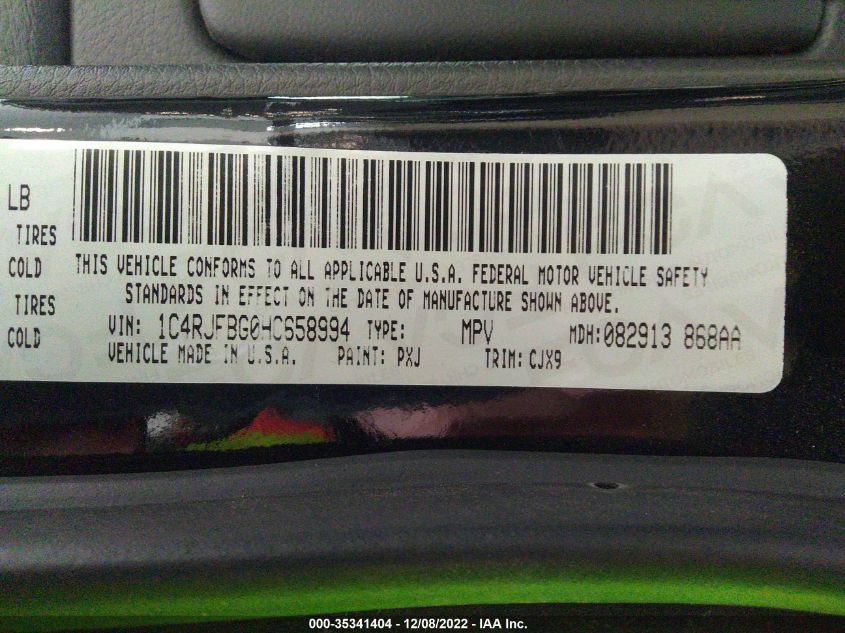 LB
TIRES
COLD THIS VEHICLE CONFORMS TO ALL APPLICABLE U.S.A. FEDERAL MOTOR VEHICLE SAFETY
TIRES STANDARDS IN EFFECT ON THE DATE OF MANUFACTURE SHOWN ABOVE.
COLD VIN: 1C4RJFBG0HC658994 TYPE: MPV MDH:082913 868AA
VEHICLE MADE IN U.S.A. PAINT: PXJ TRIM: CJX9
000-35341404 - 12/08/2022 - IAA Inc.